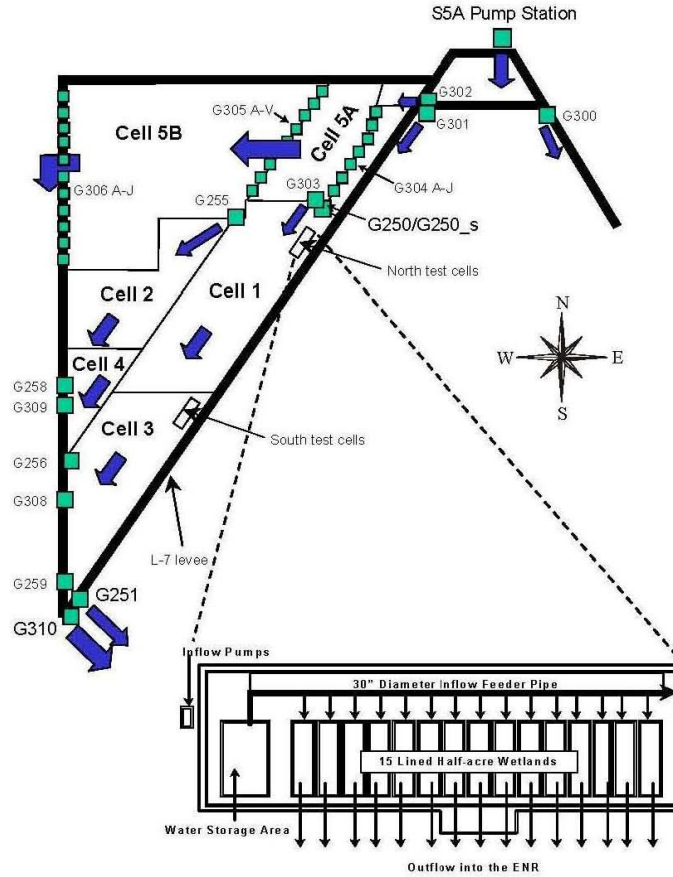 S5A Pump Station
G302
G305 A-V
G301
G300
Cell 5B
Cell 5A
G303
G304 A-J
G306 A-J
G255
G250/G250_s
North test cells
Cell 2
Cell 1
N
W
E
S
Cell 4
G258
G309
Cell 3
South test cells
G256
G308
L-7 levee
G259
G251
G310
Inflow Pumps
30" Diameter Inflow Feeder Pipe
15 Lined Half-acre Wetlands
Water Storage Area
Outflow into the ENR